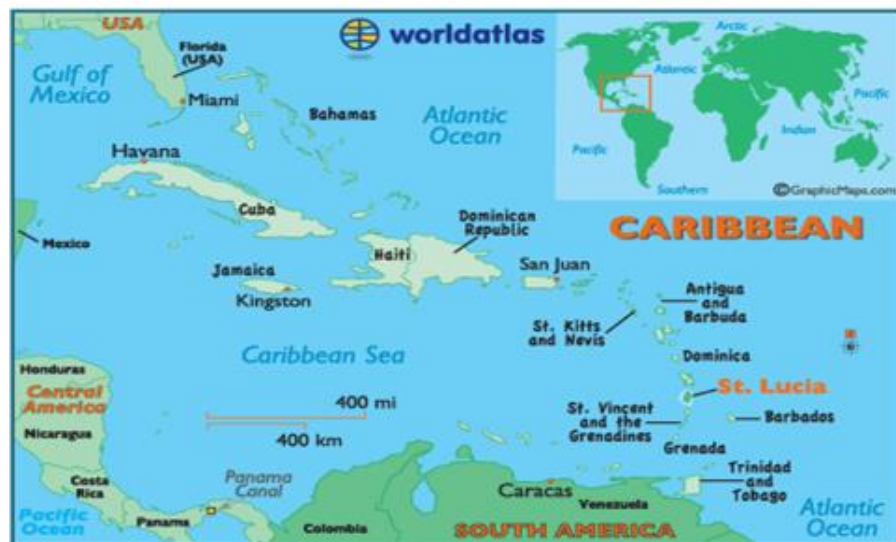 USA
worldatlas
Arctic
Florida
(USA)
Gulf of
Mexico
Atlantic
Pacific
Miami
Bahamas
Atlantic
Ocean
Indian
Pacific
Havana
Southern
©GraphicMaps.com
Cuba
Dominican
Republic
CARIBBEAN
Mexico
Haiti
Jamaica
San Juan
Kingston
Antigua
and
Barbuda
St. Kitts
and Nevis
Caribbean Sea
Dominica
Honduras
Central
America
St. Lucia
400 mi
St. Vincent
and the
Grenadines
Barbados
Nicaragua
400 km
Grenada
Costa
Rica
Panama
Canal
Trinidad
and
Tobago
Caracas
Venezuela
Pacific
Ocean
Panama
Colombia
SOUTH AMERICA
Atlantic
Ocean